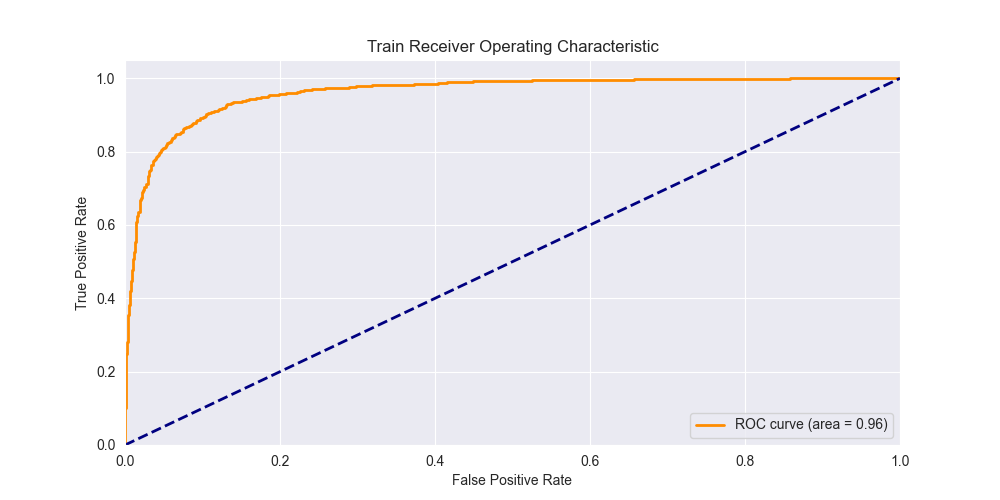 Train Receiver Operating Characteristic
1.0
0.8
0.6
0.4
0.2
0.0
True Positive Rate
ROC curve (area = 0.96)
0.0 0.2 0.4 0.6 0.8 1.0
False Positive Rate